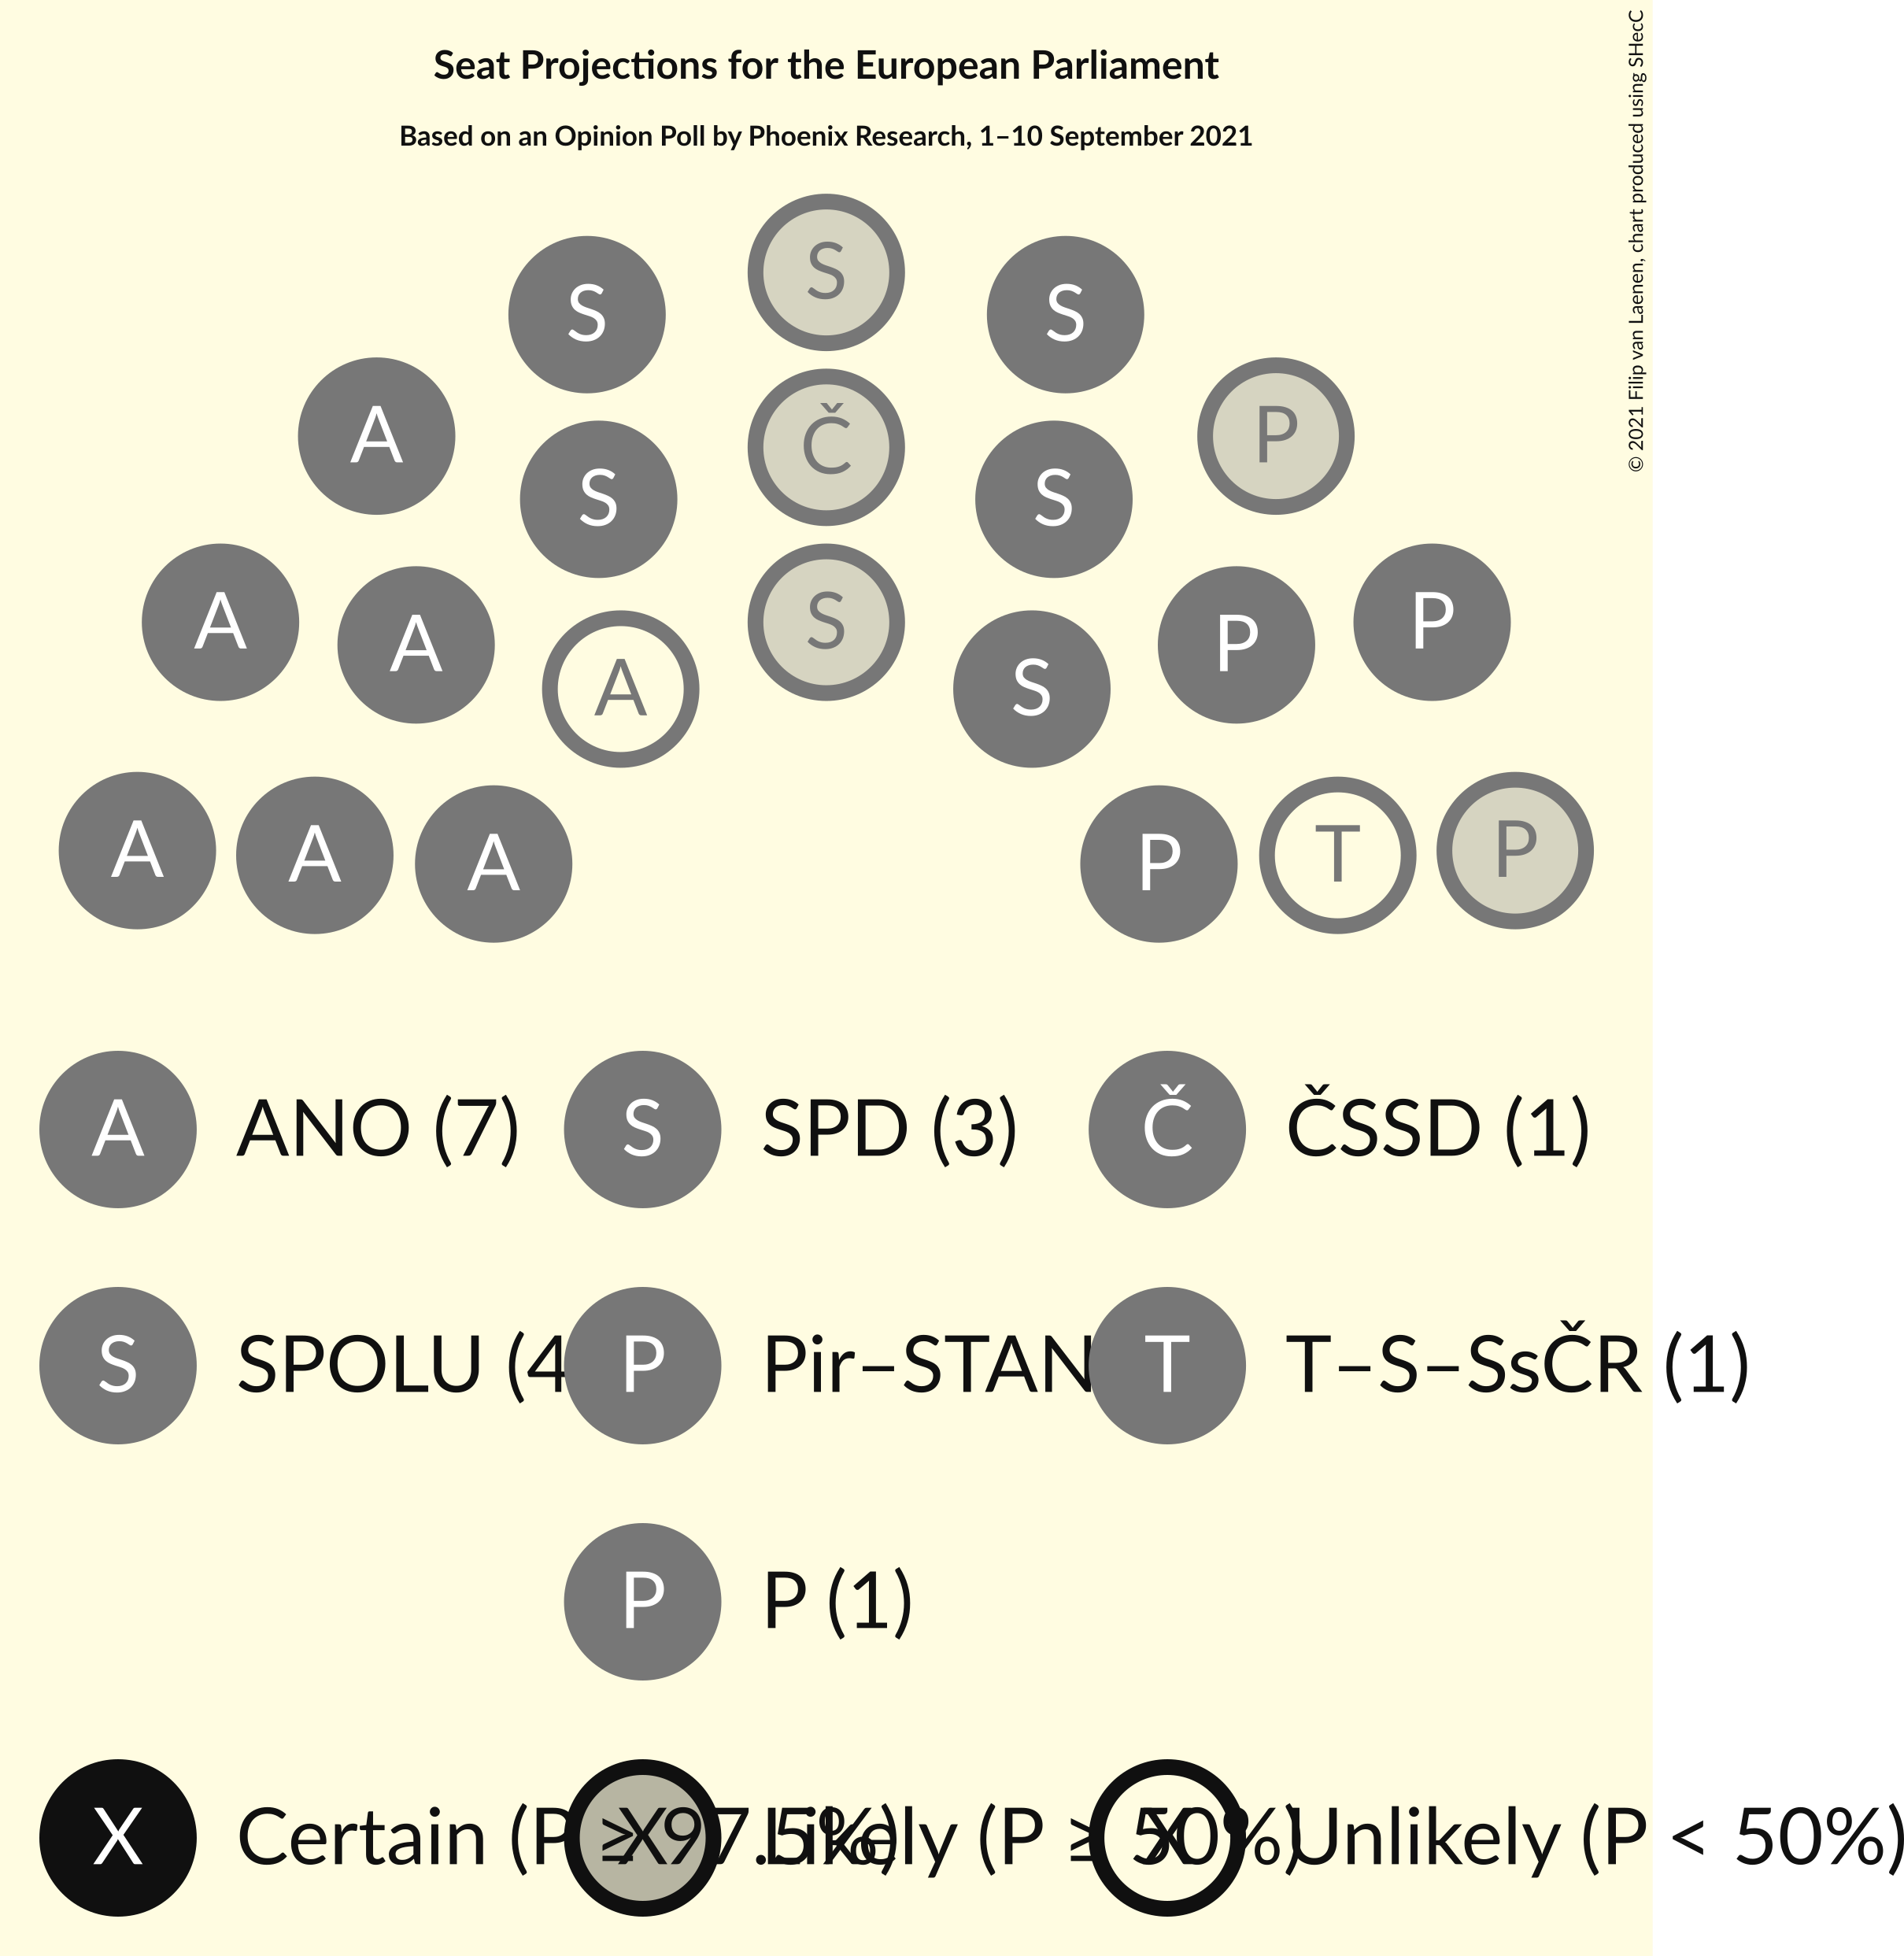 Seat Projections for the European Parliament
Based on an Opinion Poll by Phoenix Research, 1–10 September 2021
© 2021 Filip van Laenen, chart produced using SHecC
S
S S
A Č P
S S
A S P
A A S P
A A A P T P
A ANO (7) S SPD (3) Č ČSSD (1)
S SPOLU (4 P Pir–STAN T T–S–SsČR (1)
P P (1)
X Certain (P ≥ 97.5%) X Likely (P ≥ 50%) X Unlikely (P < 50%)